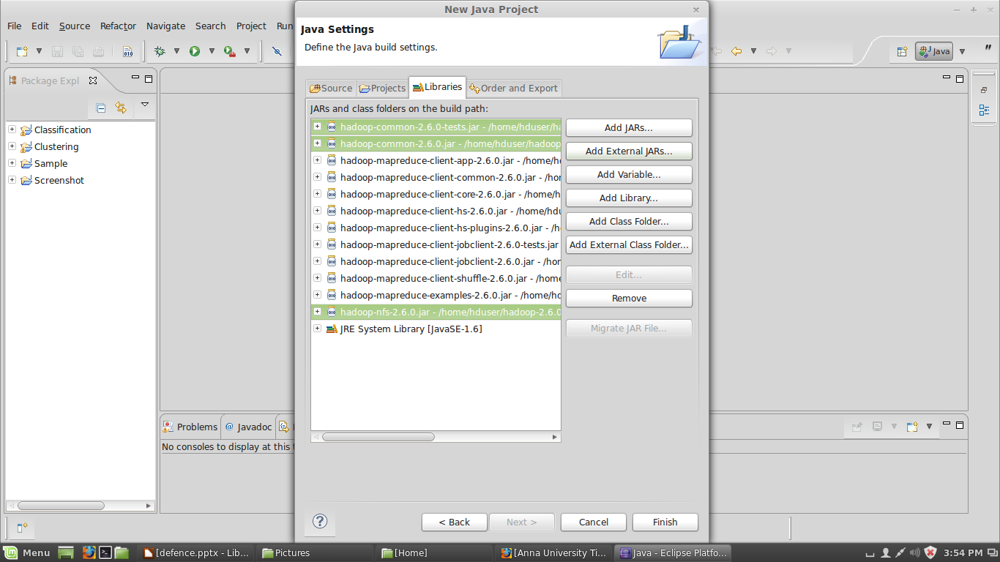 New Java Project
File Edit Source Refactor Navigate Search Project Run
Java Settings
Define the Java build settings.
Java
Package Expl
Source Projects Libraries Order and Export
JARs and class folders on the build path:
Classification
Clustering
Sample
Screenshot
hadoop-common-2.6.0-tests.jar - /home/hduser/ha
hadoop-common-2.6.0.jar - /home/hduser/hadoop
hadoop-mapreduce-client-app-2.6.0.jar - /home/h
hadoop-mapreduce-client-common-2.6.0.jar - /hor
hadoop-mapreduce-client-core-2.6.0.jar - /home/h
hadoop-mapreduce-client-hs-2.6.0.jar - /home/hdu
hadoop-mapreduce-client-hs-plugins-2.6.0.jar - /h
hadoop-mapreduce-client-jobclient-2.6.0-tests.jar
hadoop-mapreduce-client-jobclient-2.6.0.jar - /hor
hadoop-mapreduce-client-shuffle-2.6.0.jar - /home
hadoop-mapreduce-examples-2.6.0.jar - /home/hd
hadoop-nfs-2.6.0.jar - /home/hduser/hadoop-2.6.0
JRE System Library [JavaSE-1.6]
Add JARs...
Add External JARs...
Add Variable...
Add Library...
Add Class Folder...
Add External Class Folder...
Edit...
Remove
Migrate JAR File...
Problems @ Javadoc
No consoles to display at this t
? < Back Next > Cancel Finish
Menu [defence.pptx - Lib... Pictures [Home] [Anna University Ti... Java - Eclipse Platfo... 3:54 PM